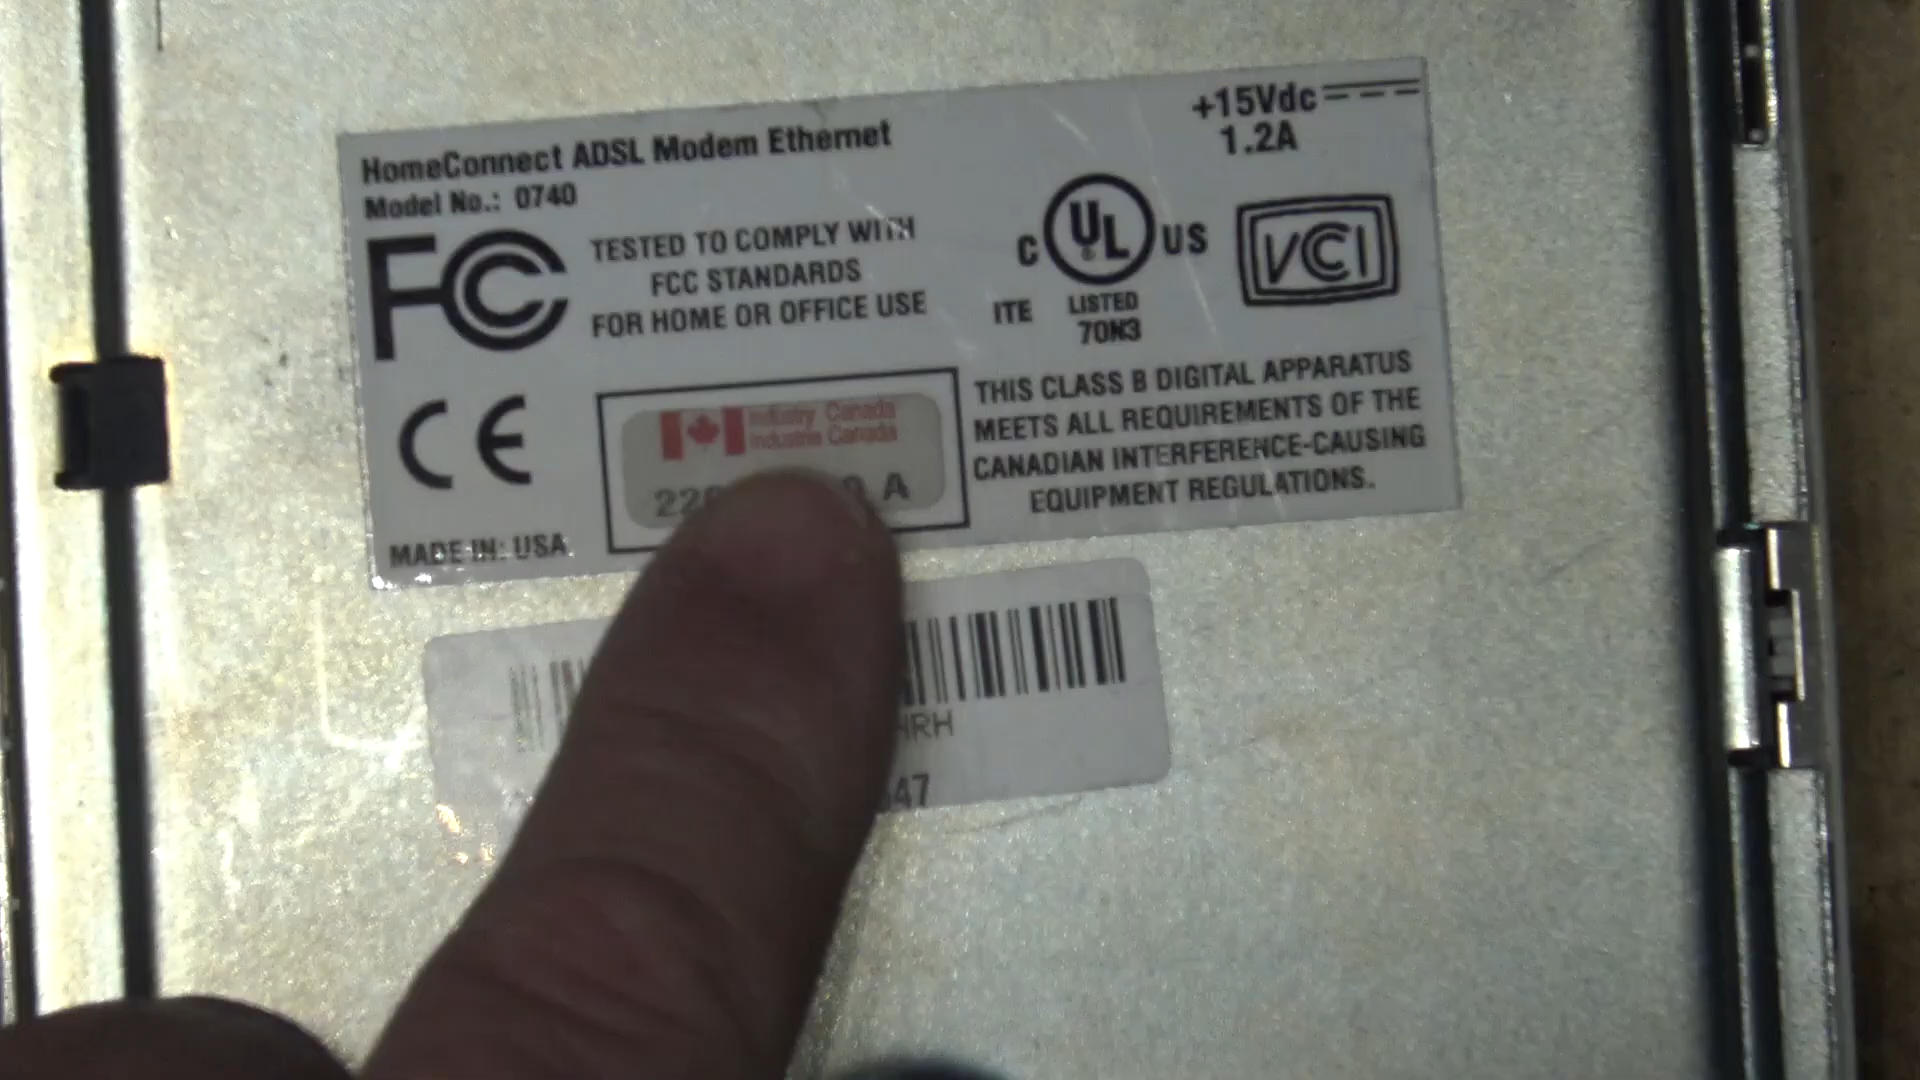 HomeConnect ADSL Modem Ethernet
Model No.: 0740
+15Vdc
1.2A
FC
TESTED TO COMPLY WITH
FCC STANDARDS
FOR HOME OR OFFICE USE
C UL US
ITE LISTED
70N3
VCI
CE
Industry Canada
Industrie Canada
A
THIS CLASS B DIGITAL APPARATUS
MEETS ALL REQUIREMENTS OF THE
CANADIAN INTERFERENCE-CAUSING
EQUIPMENT REGULATIONS.
MADE IN: USA
HRH
47